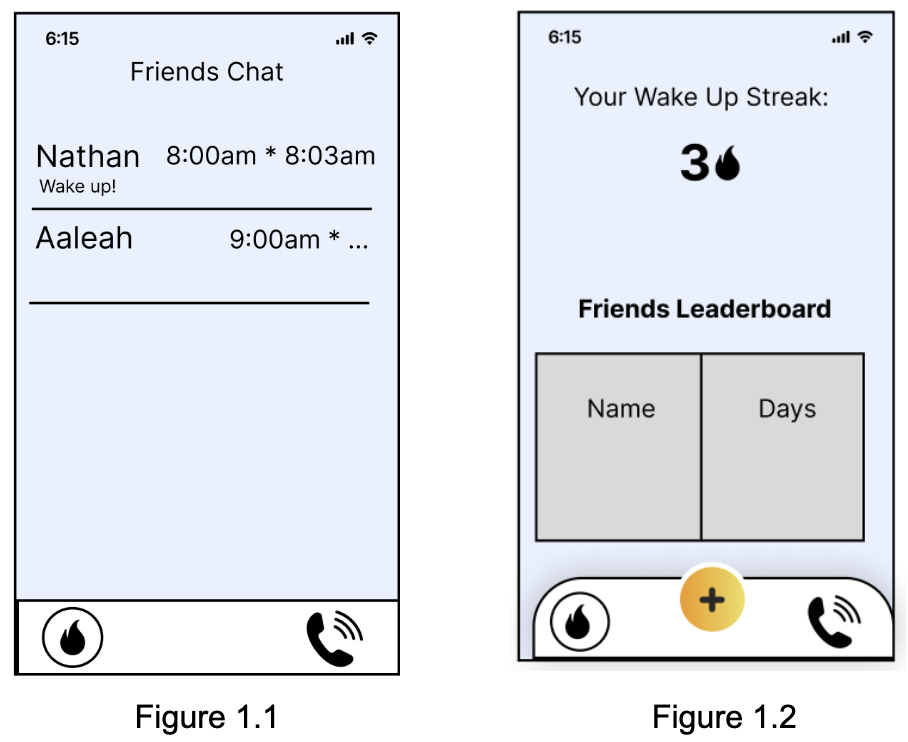 6:15
Friends Chat
Nathan 8:00am * 8:03am
Wake up!
Aaleah 9:00am * ...
Figure 1.1
6:15
Your Wake Up Streak:
3
Friends Leaderboard
Name Days
+
Figure 1.2